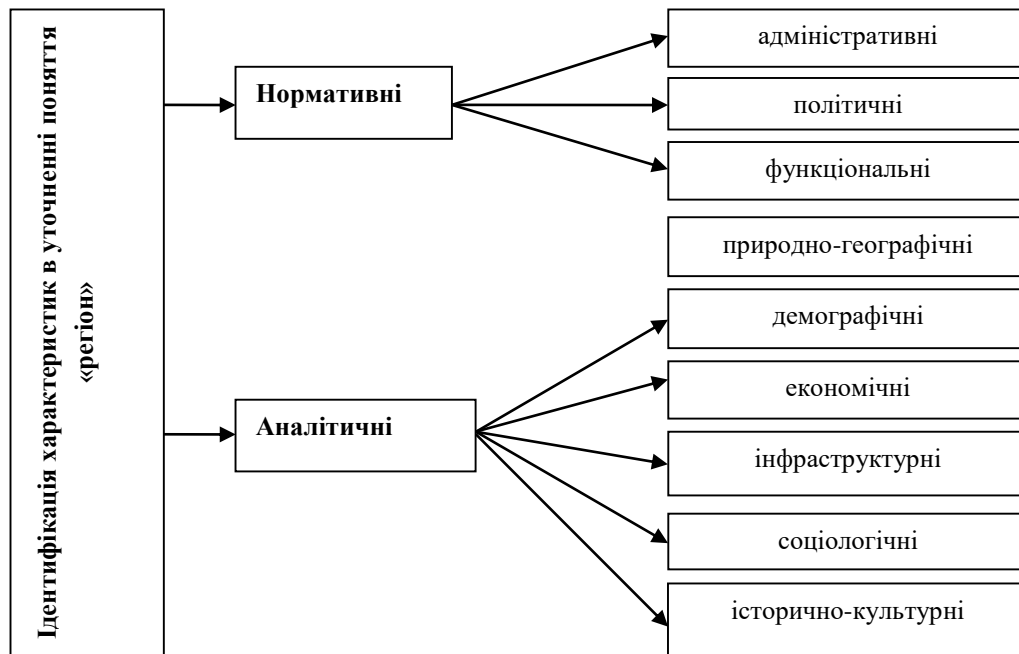 Ідентифікація характеристик в уточненні поняття
«регіон»
Нормативні
адміністративні
політичні
функціональні
природно-географічні
Аналітичні
демографічні
економічні
інфраструктурні
соціологічні
історично-культурні